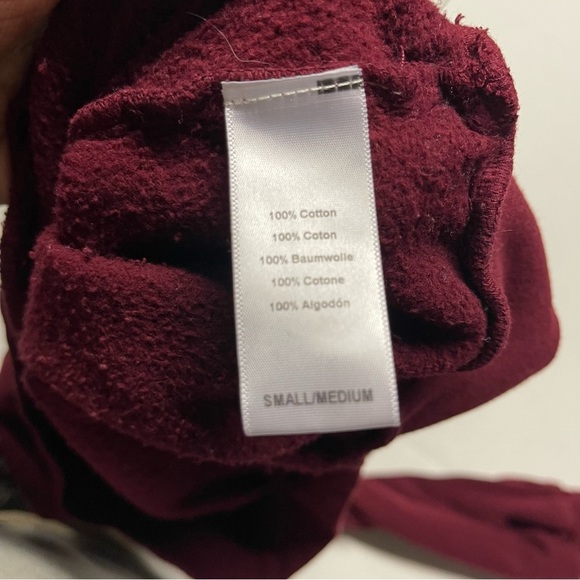 100% Cotton
100% Coton
100% Baumwolle
100% Cotone
100% Algodón
SMALL/MEDIUM